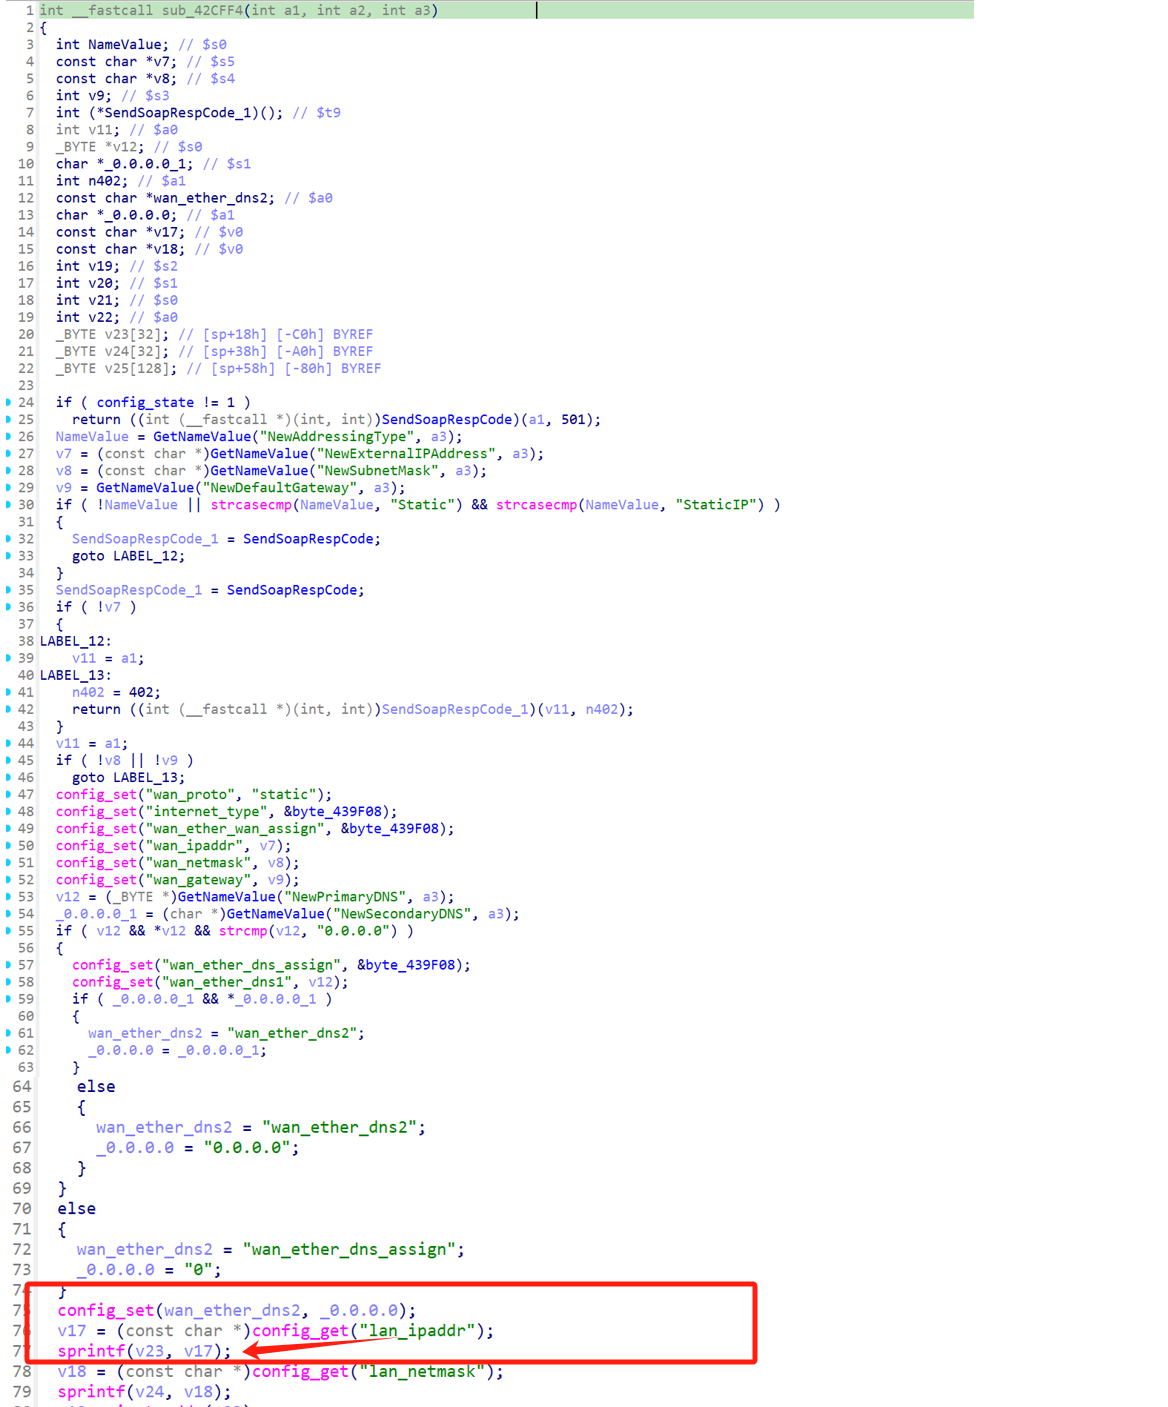 1 int __fastcall sub_42CFF4(int a1, int a2, int a3)
2 {
3 int NameValue; // $s0
4 const char *v7; // $s5
5 const char *v8; // $s4
6 int v9; // $s3
7 int (*SendSoapRespCode_1)(); // $t9
8 int v11; // $a0
9 _BYTE *v12; // $s0
10 char *_0.0.0.0_1; // $s1
11 int n402; // $a1
12 const char *wan_ether_dns2; // $a0
13 char *_0.0.0.0; // $a1
14 const char *v17; // $v0
15 const char *v18; // $v0
16 int v19; // $s2
17 int v20; // $s1
18 int v21; // $s0
19 int v22; // $a0
20 _BYTE v23[32]; // [sp+18h] [-C0h] BYREF
21 _BYTE v24[32]; // [sp+38h] [-A0h] BYREF
22 _BYTE v25[128]; // [sp+58h] [-80h] BYREF
23
24 if ( config_state != 1 )
25 return ((int (__fastcall *)(int, int))SendSoapRespCode)(a1, 501);
26 NameValue = GetNameValue("NewAddressingType", a3);
27 v7 = (const char *)GetNameValue("NewExternalIPAddress", a3);
28 v8 = (const char *)GetNameValue("NewSubnetMask", a3);
29 v9 = GetNameValue("NewDefaultGateway", a3);
30 if ( !NameValue || strcasecmp(NameValue, "Static") && strcasecmp(NameValue, "StaticIP") )
31 {
32 SendSoapRespCode_1 = SendSoapRespCode;
33 goto LABEL_12;
34 }
35 SendSoapRespCode_1 = SendSoapRespCode;
36 if ( !v7 )
37 {
38 LABEL_12:
39 v11 = a1;
40 LABEL_13:
41 n402 = 402;
42 return ((int (__fastcall *)(int, int))SendSoapRespCode_1)(v11, n402);
43 }
44 v11 = a1;
45 if ( !v8 || !v9 )
46 goto LABEL_13;
47 config_set("wan_proto", "static");
48 config_set("internet_type", &byte_439F08);
49 config_set("wan_ether_wan_assign", &byte_439F08);
50 config_set("wan_ipaddr", v7);
51 config_set("wan_netmask", v8);
52 config_set("wan_gateway", v9);
53 v12 = (_BYTE *)GetNameValue("NewPrimaryDNS", a3);
54 _0.0.0.0_1 = (char *)GetNameValue("NewSecondaryDNS", a3);
55 if ( v12 && *v12 && strcmp(v12, "0.0.0.0") )
56 {
57 config_set("wan_ether_dns_assign", &byte_439F08);
58 config_set("wan_ether_dns1", v12);
59 if ( _0.0.0.0_1 && *_0.0.0.0_1 )
60 {
61 wan_ether_dns2 = "wan_ether_dns2";
62 _0.0.0.0 = _0.0.0.0_1;
63 }
64 else
65 {
66 wan_ether_dns2 = "wan_ether_dns2";
67 _0.0.0.0 = "0.0.0.0";
68 }
69 }
70 else
71 {
72 wan_ether_dns2 = "wan_ether_dns_assign";
73 _0.0.0.0 = "0";
74 }
75 config_set(wan_ether_dns2, _0.0.0.0);
76 v17 = (const char *)config_get("lan_ipaddr");
77 sprintf(v23, v17);
78 v18 = (const char *)config_get("lan_netmask");
79 sprintf(v24, v18);